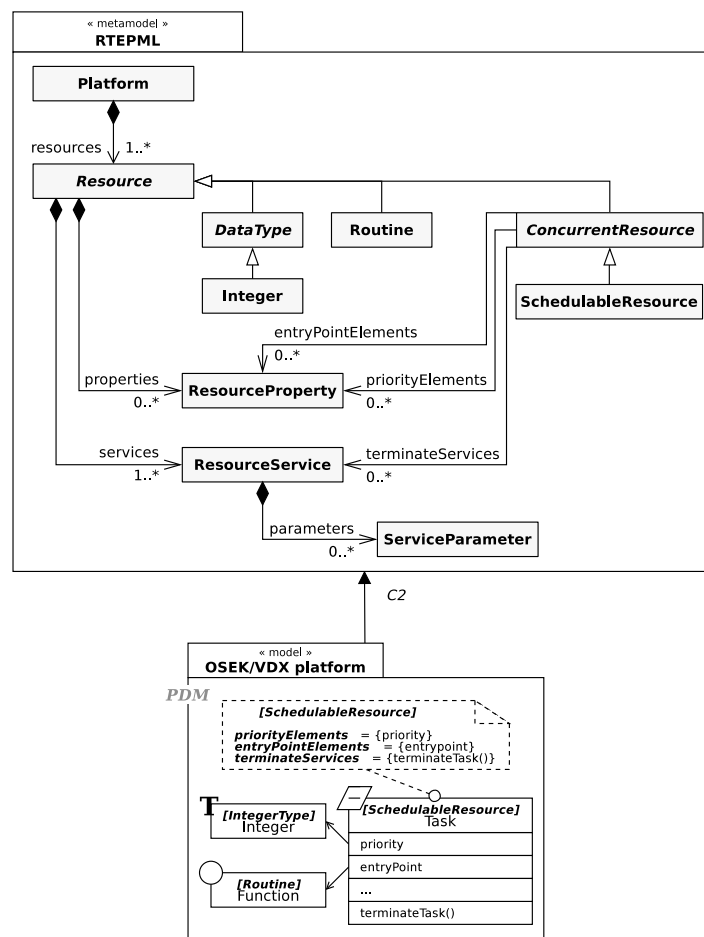 « metamodel »
RTEPML
Platform
resources 1..*
Resource
DataType
Routine
ConcurrentResource
Integer
SchedulableResource
entryPointElements
0..*
properties
0..*
ResourceProperty
priorityElements
0..*
services
1..*
ResourceService
terminateServices
0..*
parameters
0..*
ServiceParameter
C2
« model »
OSEK/VDX platform
PDM
[SchedulableResource]
priorityElements = {priority}
entryPointElements = {entrypoint}
terminateServices = {terminateTask()}
T
[IntegerType]
Integer
[SchedulableResource]
Task
priority
entryPoint
...
terminateTask()
[Routine]
Function